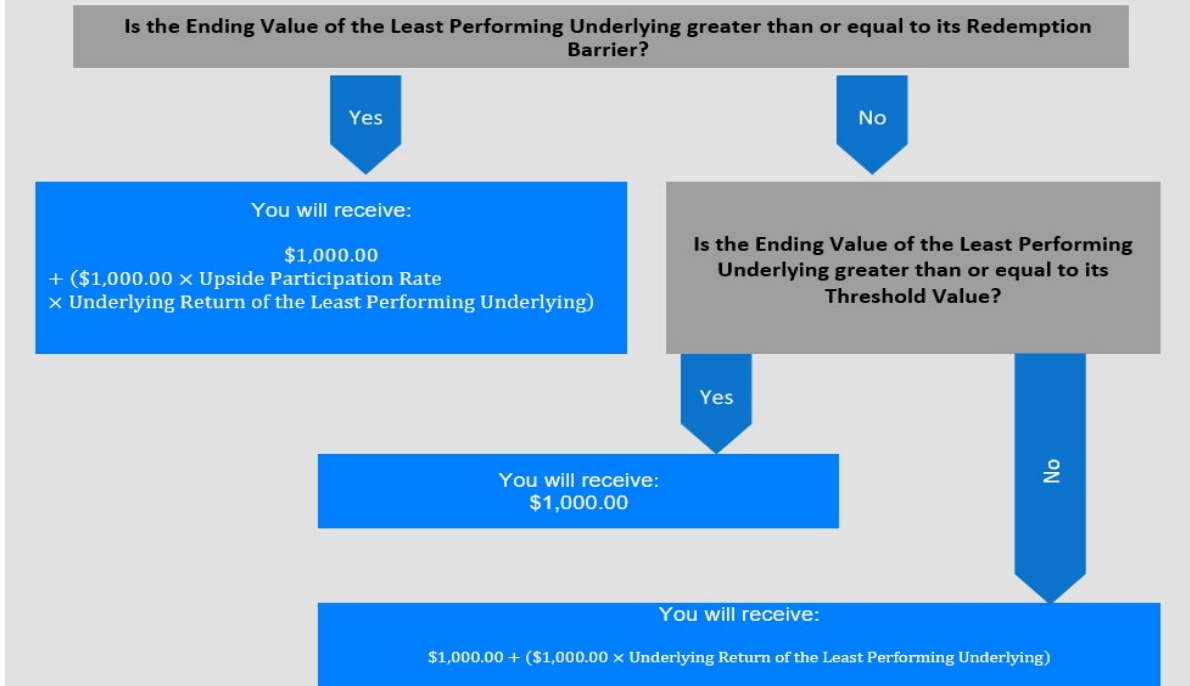 Is the Ending Value of the Least Performing Underlying greater than or equal to its Redemption
Barrier?
Yes
No
You will receive:
$1,000.00
+ ($1,000.00 × Upside Participation Rate
× Underlying Return of the Least Performing Underlying)
Is the Ending Value of the Least Performing
Underlying greater than or equal to its
Threshold Value?
Yes
No
You will receive:
$1,000.00
You will receive:
$1,000.00 + ($1,000.00 × Underlying Return of the Least Performing Underlying)